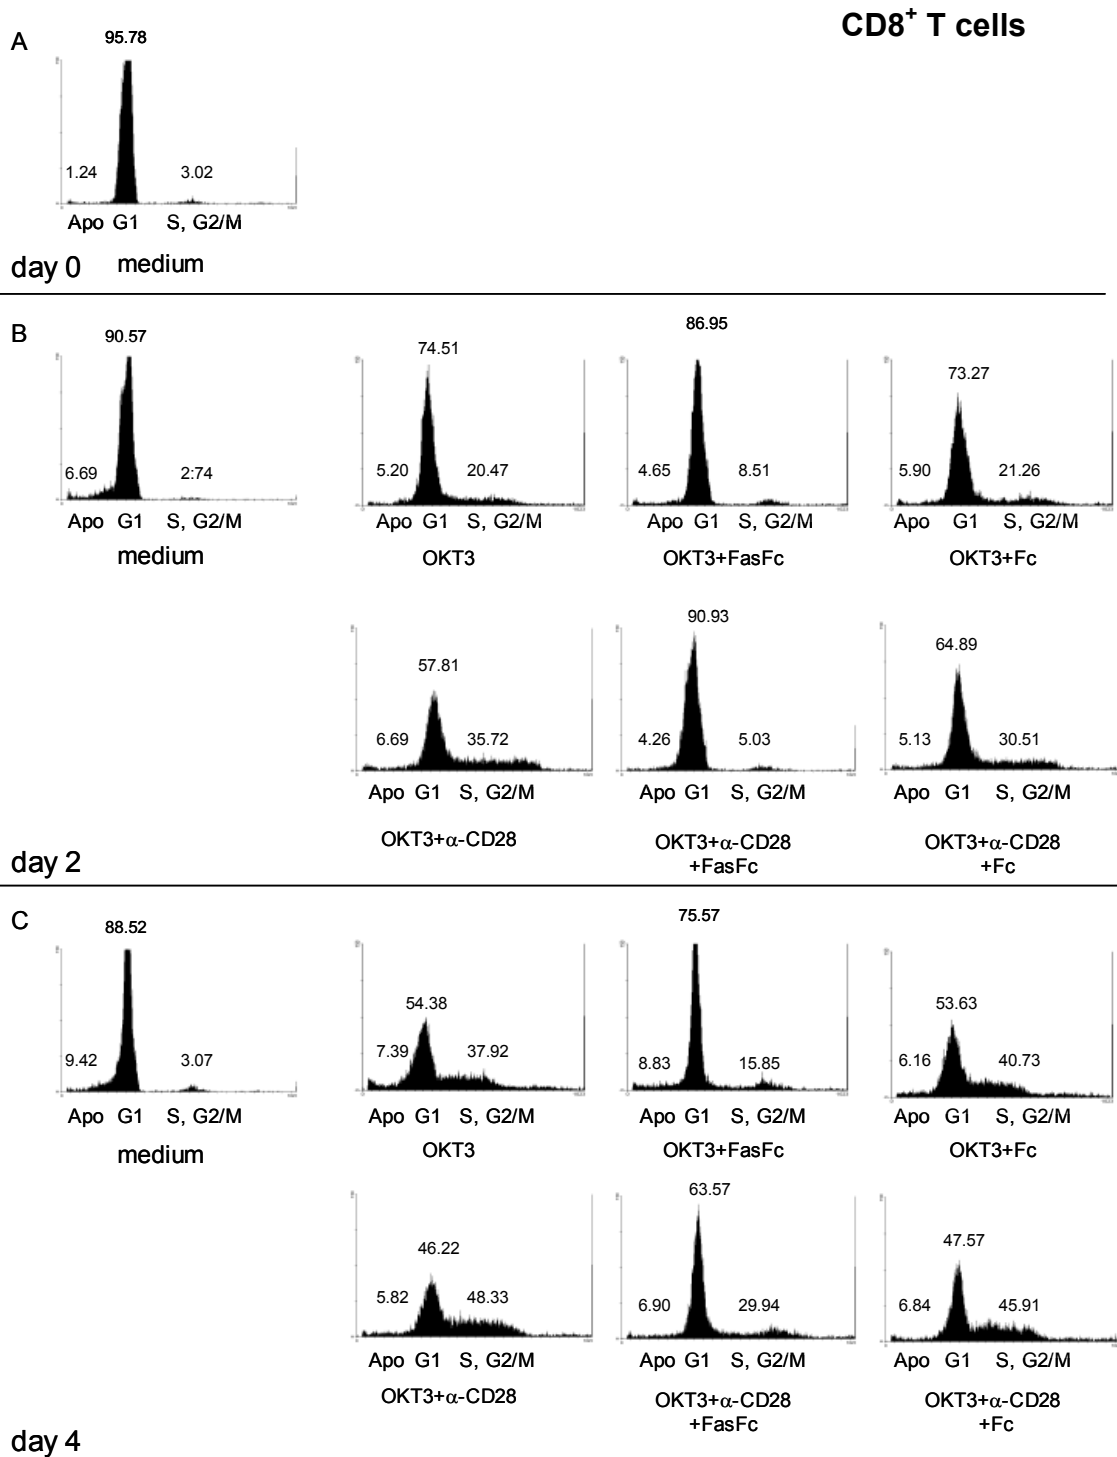 CD8+ T cells
A
95.78
1.24
3.02
Apo G1 S, G2/M
day 0 medium
B
90.57
6.69
2:74
Apo G1 S, G2/M
medium
74.51
5.20
20.47
Apo G1 S, G2/M
OKT3
86.95
4.65
8.51
Apo G1 S, G2/M
OKT3+FasFc
73.27
5.90
21.26
Apo G1 S, G2/M
OKT3+Fc
57.81
6.69
35.72
Apo G1 S, G2/M
OKT3+α-CD28
90.93
4.26
5.03
Apo G1 S, G2/M
OKT3+α-CD28
+FasFc
64.89
5.13
30.51
Apo G1 S, G2/M
OKT3+α-CD28
+Fc
day 2
C
88.52
9.42
3.07
Apo G1 S, G2/M
medium
54.38
7.39
37.92
Apo G1 S, G2/M
OKT3
75.57
8.83
15.85
Apo G1 S, G2/M
OKT3+FasFc
53.63
6.16
40.73
Apo G1 S, G2/M
OKT3+Fc
46.22
5.82
48.33
Apo G1 S, G2/M
OKT3+α-CD28
63.57
6.90
29.94
Apo G1 S, G2/M
OKT3+α-CD28
+FasFc
47.57
6.84
45.91
Apo G1 S, G2/M
OKT3+α-CD28
+Fc
day 4